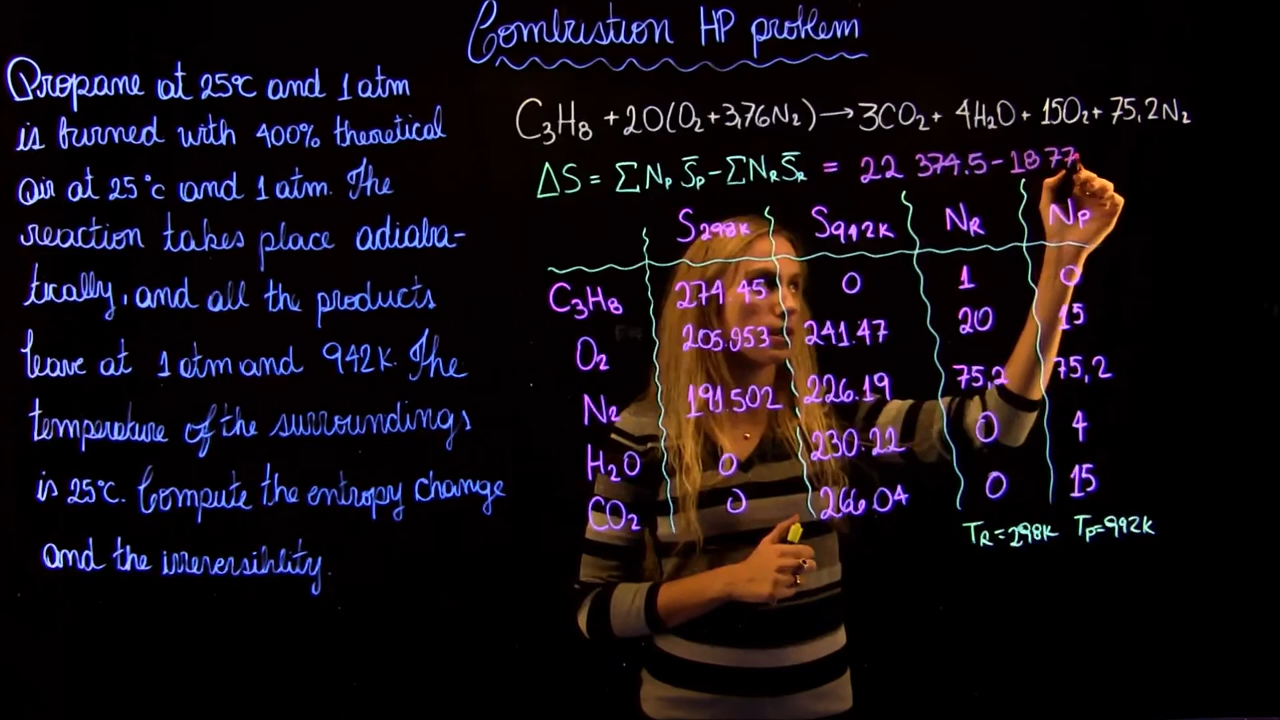 Combustion HP problem
Propane at 25°C and 1 atm
is burned with 400% theoretical
air at 25°C and 1 atm. The
reaction takes place adiaba-
tically, and all the products
leave at 1 atm and 942K. The
temperature of the surroundings
is 25°C. Compute the entropy change
and the irreversibility.
C₃H₈ + 20(O₂ + 3,76N₂) → 3CO₂ + 4H₂O + 15O₂ + 75,2N₂
ΔS = ΣNₚ S̄ₚ - ΣN_R S̄_R = 22 374.5 - 1877
S₂₉₈ₖ S₉₄₂ₖ N_R Nₚ
C₃H₈ 274.45 0 1 0
O₂ 205.953 241.47 20 15
N₂ 191.502 226.19 75,2 75,2
H₂O 0 230.22 0 4
CO₂ 0 266.04 0 15
T_R=298K Tₚ=942K